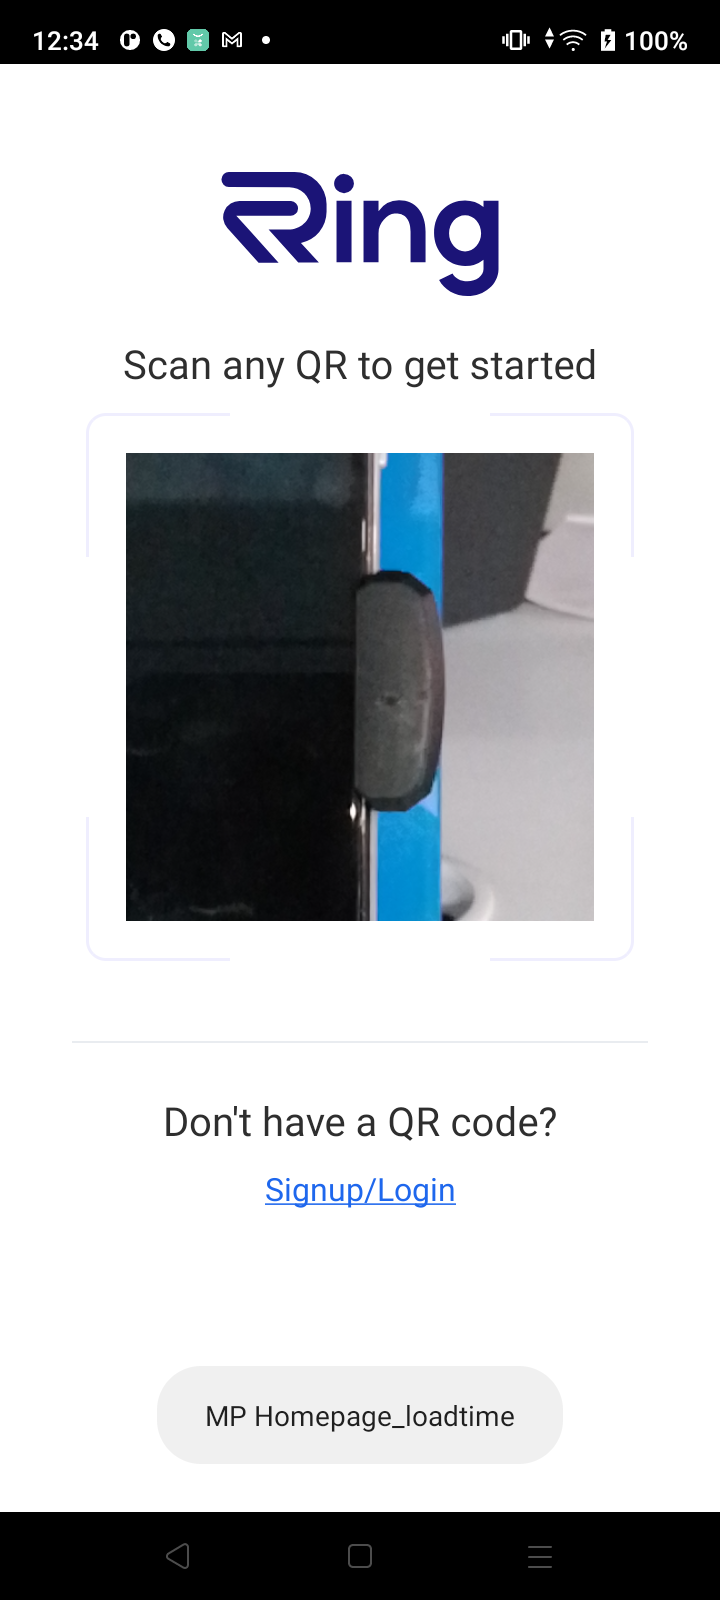 12:34
100%
Ring
Scan any QR to get started
Don't have a QR code?
Signup/Login
MP Homepage_loadtime